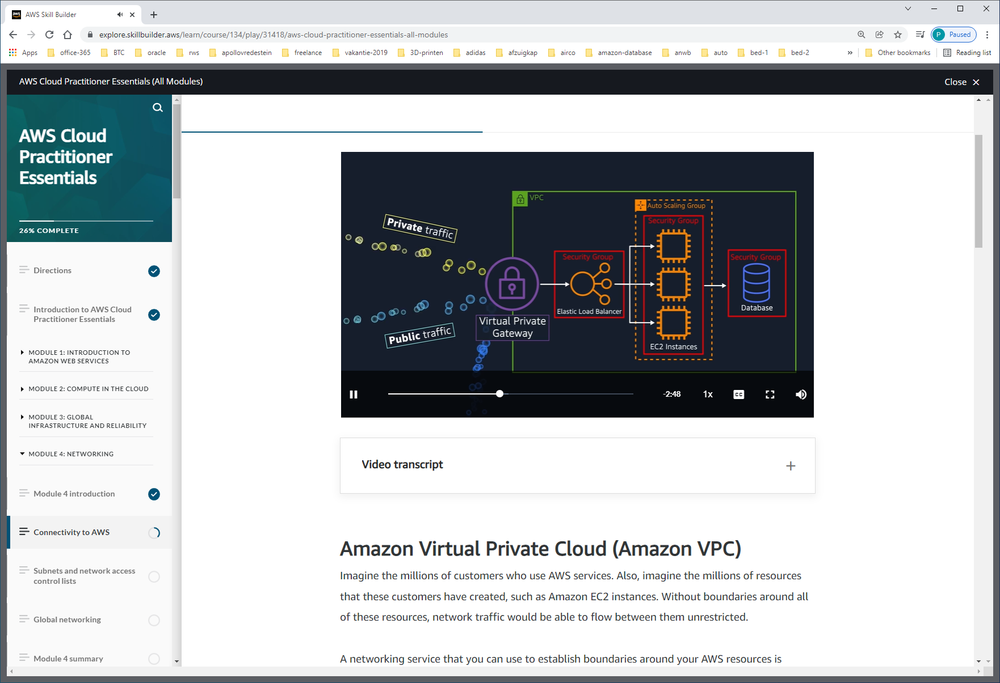 AWS Skill Builder
explore.skillbuilder.aws/learn/course/134/play/31418/aws-cloud-practitioner-essentials-all-modules
P Paused
Apps office-365 BTC oracle rws apollovredestein freelance vakantie-2019 3D-printen adidas afzuigkap airco amazon-database anwb auto bed-1 bed-2 » Other bookmarks Reading list
AWS Cloud Practitioner Essentials (All Modules)
Close
AWS Cloud
Practitioner
Essentials
26% COMPLETE
Directions
Introduction to AWS Cloud
Practitioner Essentials
MODULE 1: INTRODUCTION TO
AMAZON WEB SERVICES
MODULE 2: COMPUTE IN THE CLOUD
MODULE 3: GLOBAL
INFRASTRUCTURE AND RELIABILITY
MODULE 4: NETWORKING
Module 4 introduction
Connectivity to AWS
Subnets and network access
control lists
Global networking
Module 4 summary
VPC
Auto Scaling Group
Security Group
Private traffic
Security Group
Security Group
Elastic Load Balancer
Database
Virtual Private
Gateway
Public traffic
EC2 Instances
-2:48
1x
CC
Video transcript
Amazon Virtual Private Cloud (Amazon VPC)
Imagine the millions of customers who use AWS services. Also, imagine the millions of resources
that these customers have created, such as Amazon EC2 instances. Without boundaries around all
of these resources, network traffic would be able to flow between them unrestricted.
A networking service that you can use to establish boundaries around your AWS resources is